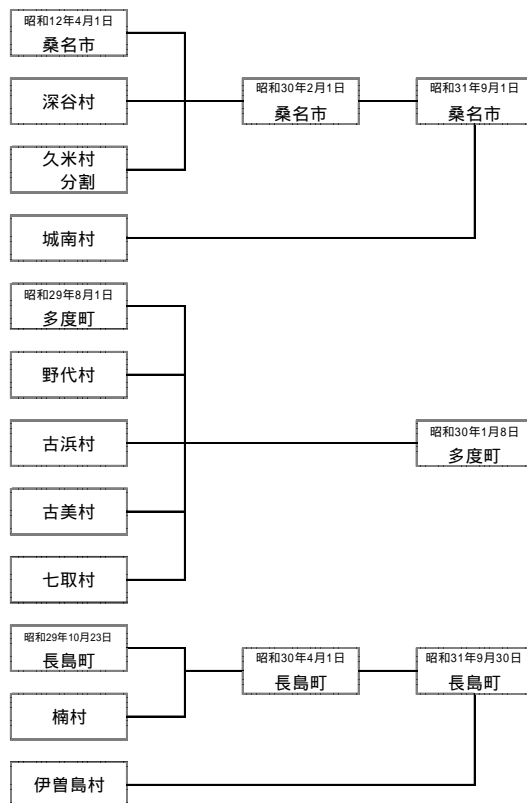 昭和12年4月1日
桑名市
深谷村
昭和30年2月1日
桑名市
昭和31年9月1日
桑名市
久米村
分割
城南村
昭和29年8月1日
多度町
野代村
古浜村
昭和30年1月8日
多度町
古美村
七取村
昭和29年10月23日
長島町
昭和30年4月1日
長島町
昭和31年9月30日
長島町
楠村
伊曽島村